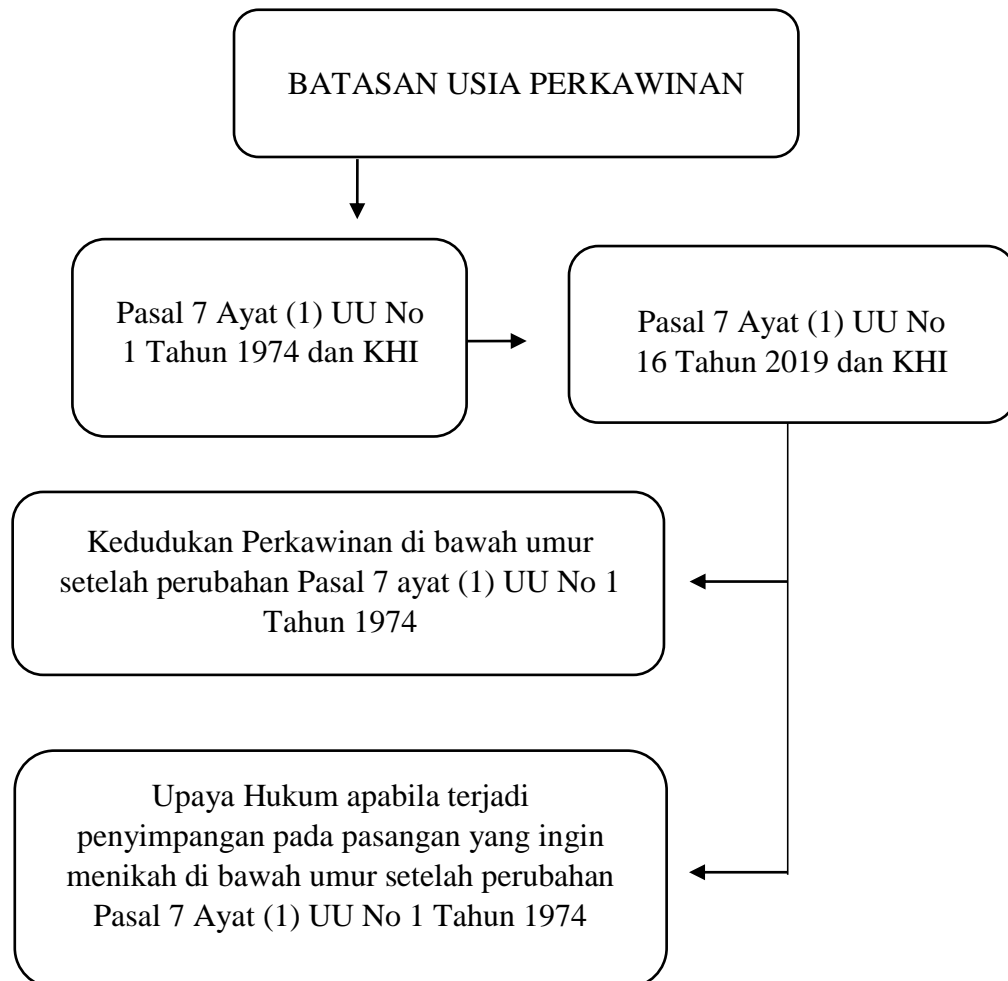 BATASAN USIA PERKAWINAN
Pasal 7 Ayat (1) UU No
1 Tahun 1974 dan KHI
Pasal 7 Ayat (1) UU No
16 Tahun 2019 dan KHI
Kedudukan Perkawinan di bawah umur
setelah perubahan Pasal 7 ayat (1) UU No 1
Tahun 1974
Upaya Hukum apabila terjadi
penyimpangan pada pasangan yang ingin
menikah di bawah umur setelah perubahan
Pasal 7 Ayat (1) UU No 1 Tahun 1974